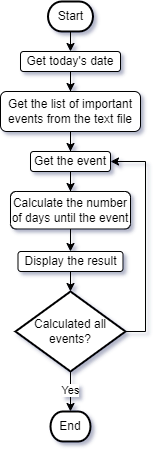 Start
Get today's date
Get the list of important
events from the text file
Get the event
Calculate the number
of days until the event
Display the result
Calculated all
events?
Yes
End